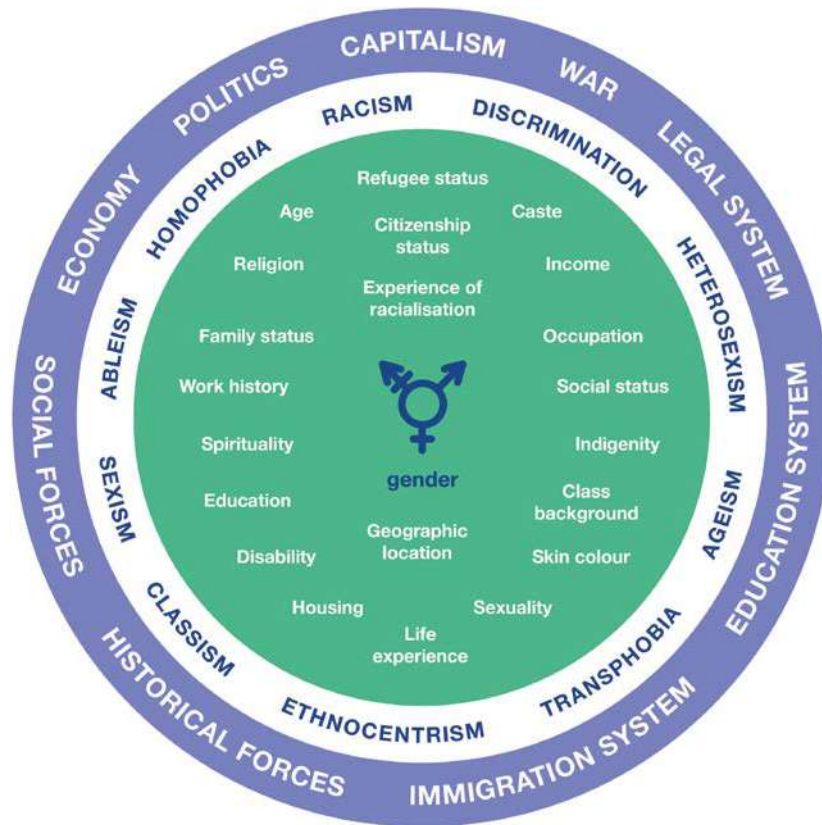 CAPITALISM
WAR
LEGAL SYSTEM
EDUCATION SYSTEM
IMMIGRATION SYSTEM
HISTORICAL FORCES
SOCIAL FORCES
ECONOMY
POLITICS
RACISM
DISCRIMINATION
HETEROSEXISM
AGEISM
TRANSPHOBIA
ETHNOCENTRISM
CLASSISM
SEXISM
ABLEISM
HOMOPHOBIA
Refugee status
Age
Citizenship
status
Caste
Religion
Income
Experience of
racialisation
Family status
Occupation
Work history
Social status
Spirituality
Indigenity
gender
Education
Class
background
Geographic
location
Disability
Skin colour
Housing
Sexuality
Life
experience